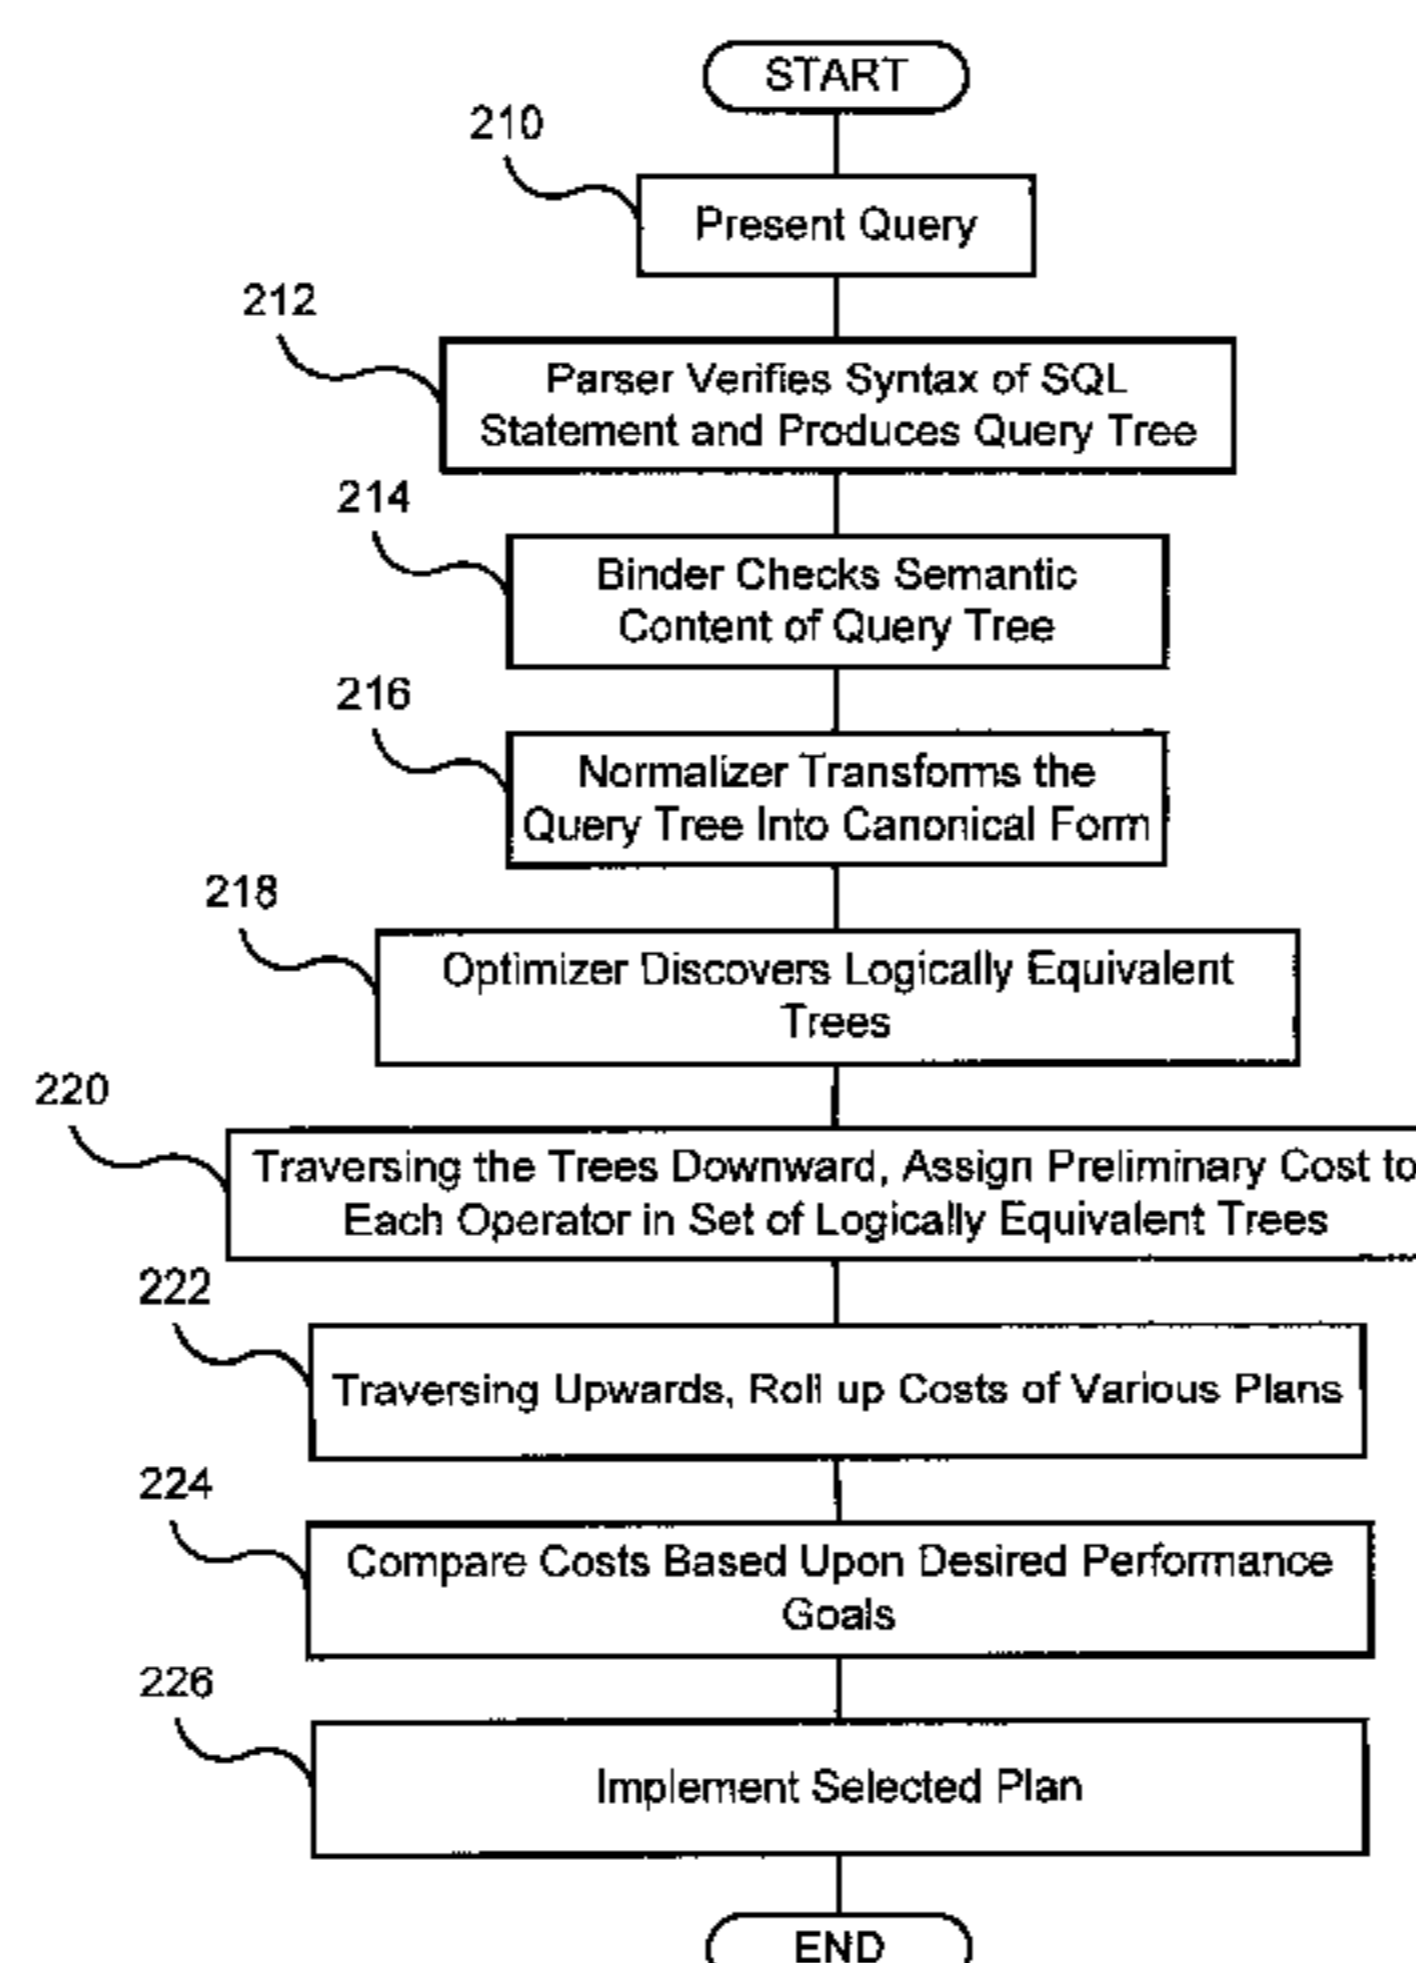 START
210
Present Query
212
Parser Verifies Syntax of SQL
Statement and Produces Query Tree
214
Binder Checks Semantic
Content of Query Tree
216
Normalizer Transforms the
Query Tree Into Canonical Form
218
Optimizer Discovers Logically Equivalent
Trees
220
Traversing the Trees Downward, Assign Preliminary Cost to
Each Operator in Set of Logically Equivalent Trees
222
Traversing Upwards, Roll up Costs of Various Plans
224
Compare Costs Based Upon Desired Performance
Goals
226
Implement Selected Plan
END